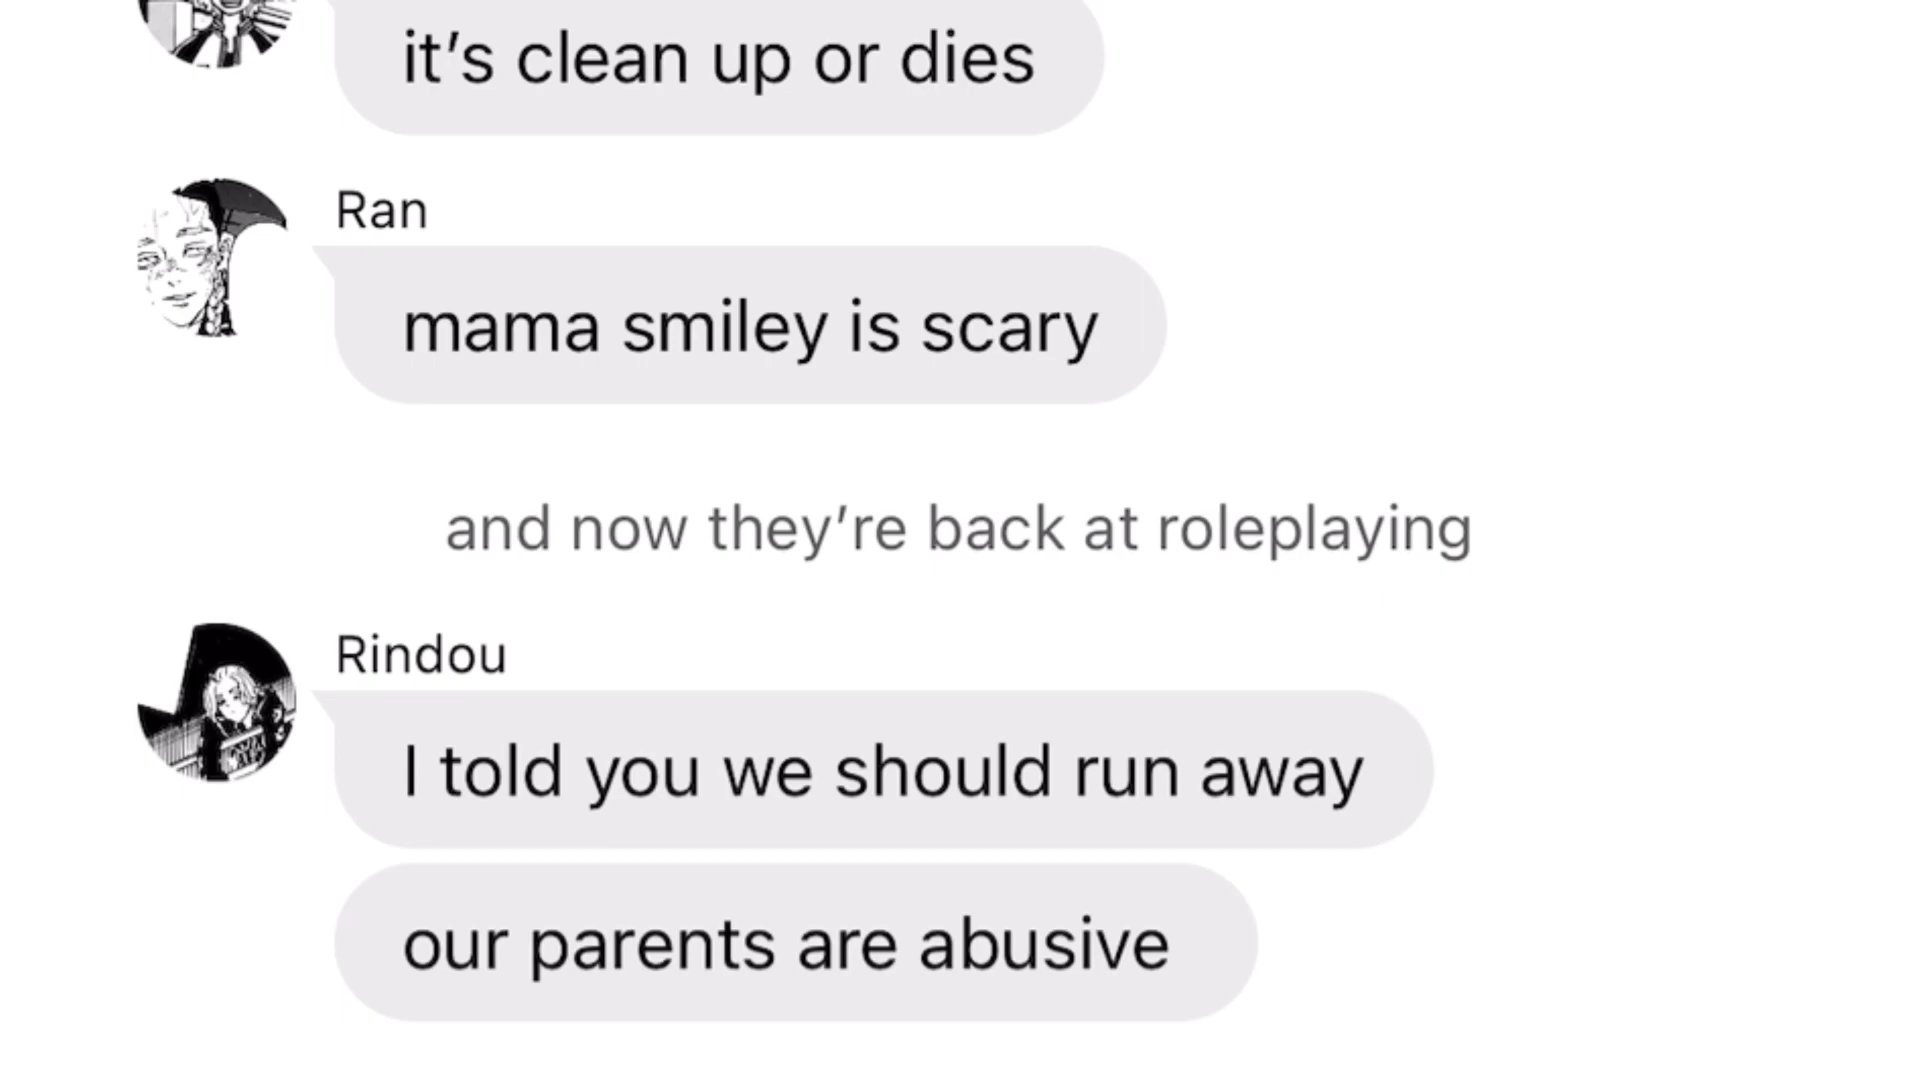 it’s clean up or dies
Ran
mama smiley is scary
and now they’re back at roleplaying
Rindou
I told you we should run away
our parents are abusive